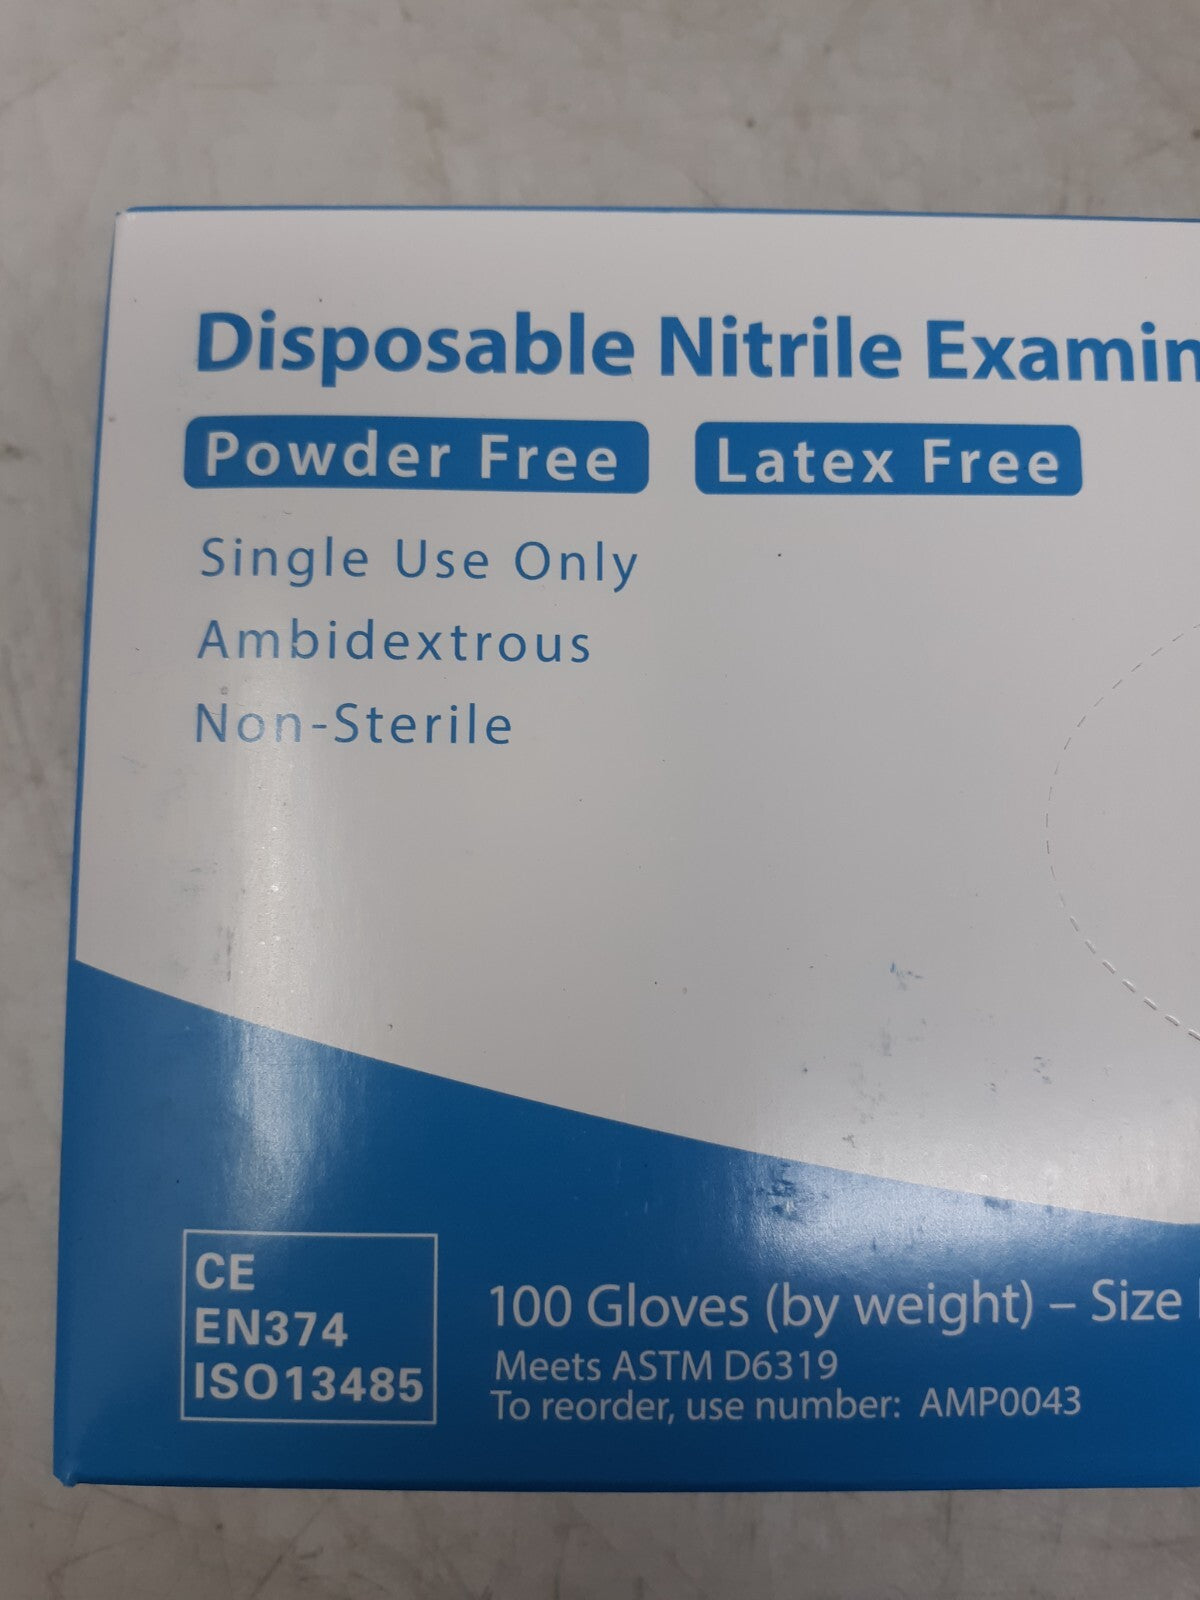 Disposable Nitrile Examin
Powder Free Latex Free
Single Use Only
Ambidextrous
Non-Sterile
CE
EN374
ISO13485
100 Gloves (by weight) – Size
Meets ASTM D6319
To reorder, use number: AMP0043